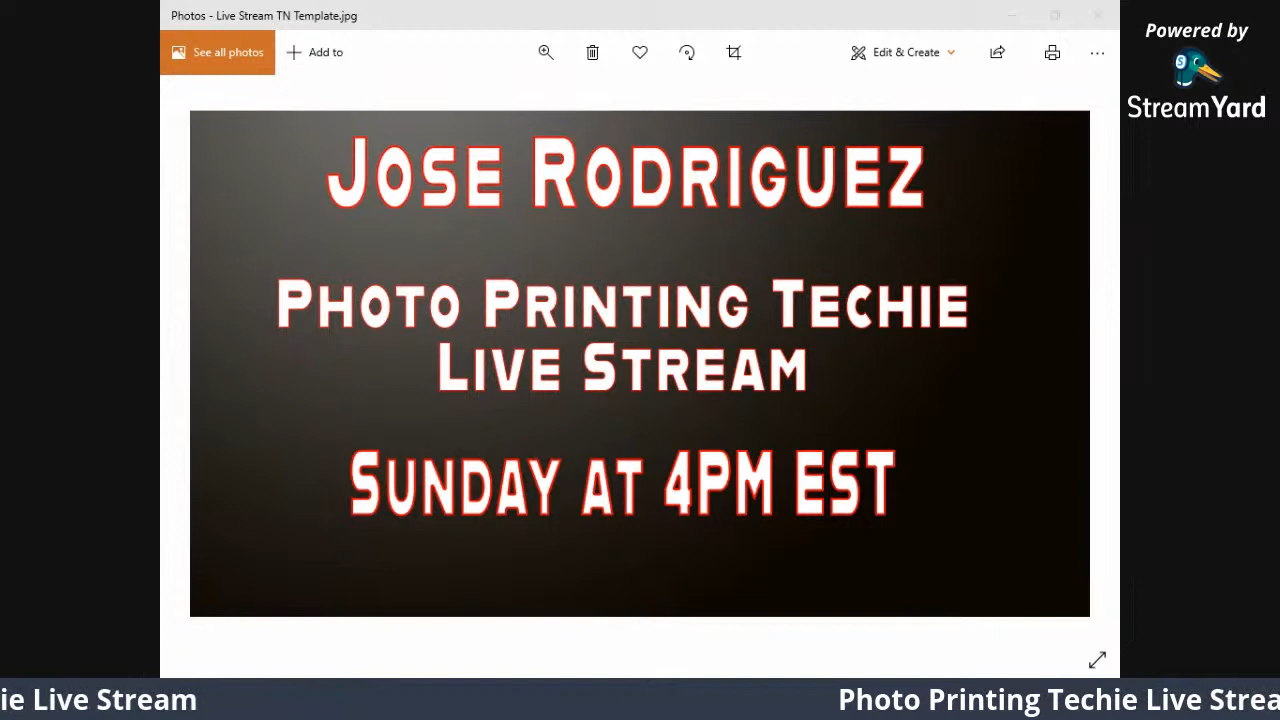 Photos - Live Stream TN Template.jpg
Powered by
See all photos
Add to
Edit & Create
StreamYard
JOSE RODRIGUEZ
PHOTO PRINTING TECHIE
LIVE STREAM
SUNDAY AT 4PM EST
ie Live Stream
Photo Printing Techie Live Strea